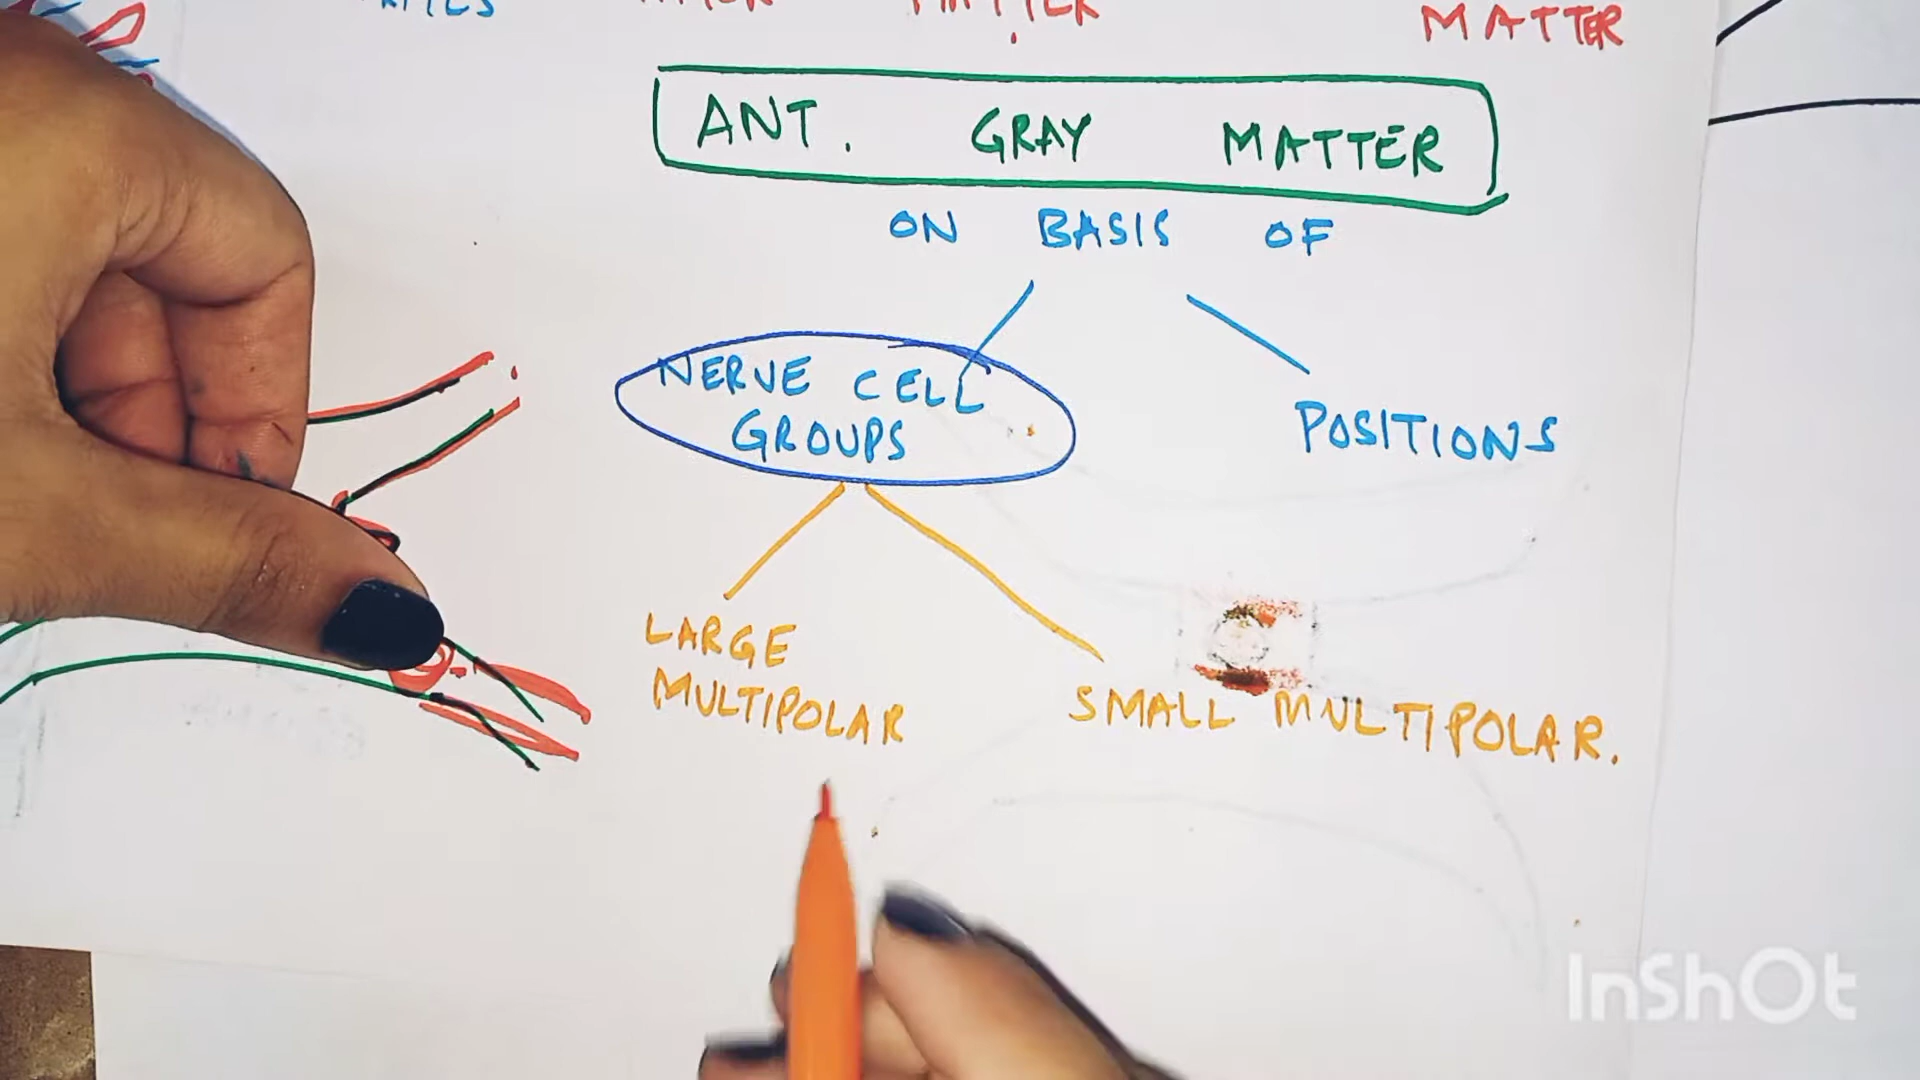 MATTER
ANT. GRAY MATTER
ON BASIS OF
NERVE CELL
GROUPS
POSITIONS
LARGE
MULTIPOLAR
SMALL MULTIPOLAR.
InShOt